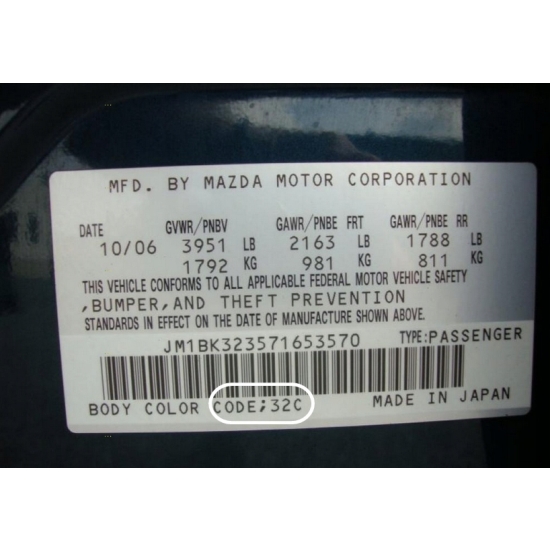 MFD. BY MAZDA MOTOR CORPORATION
DATE GVWR/PNBV GAWR/PNBE FRT GAWR/PNBE RR
10/06 3951 LB 2163 LB 1788 LB
1792 KG 981 KG 811 KG
THIS VEHICLE CONFORMS TO ALL APPLICABLE FEDERAL MOTOR VEHICLE SAFETY
,BUMPER,AND THEFT PREVENTION
STANDARDS IN EFFECT ON THE DATE OF MANUFACTURE SHOWN ABOVE.
JM1BK323571653570 TYPE:PASSENGER
BODY COLOR CODE;32C MADE IN JAPAN